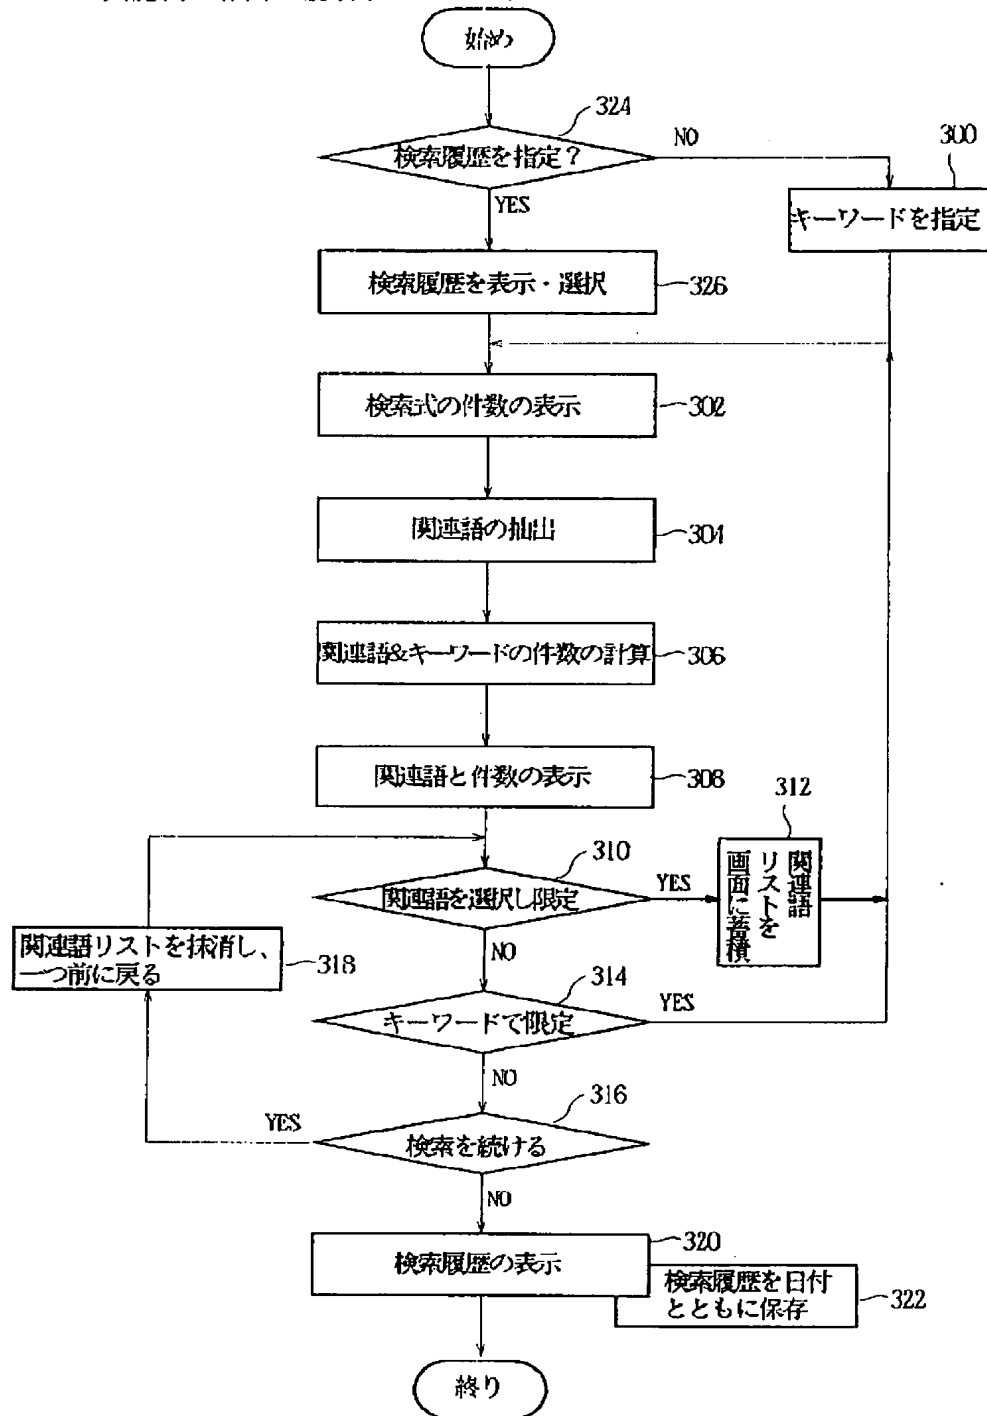 始め
324
検索履歴を指定?
NO
300
キーワードを指定
YES
検索履歴を表示・選択
326
検索式の件数の表示
302
関連語の抽出
304
関連語&キーワードの件数の計算
306
関連語と件数の表示
308
310
関連語を選択し限定
YES
312
関連語
リストを
画面に蓄積
NO
関連語リストを抹消し、
一つ前に戻る
318
314
キーワードで限定
YES
NO
316
検索を続ける
YES
NO
検索履歴の表示
320
検索履歴を日付
とともに保存
322
終り